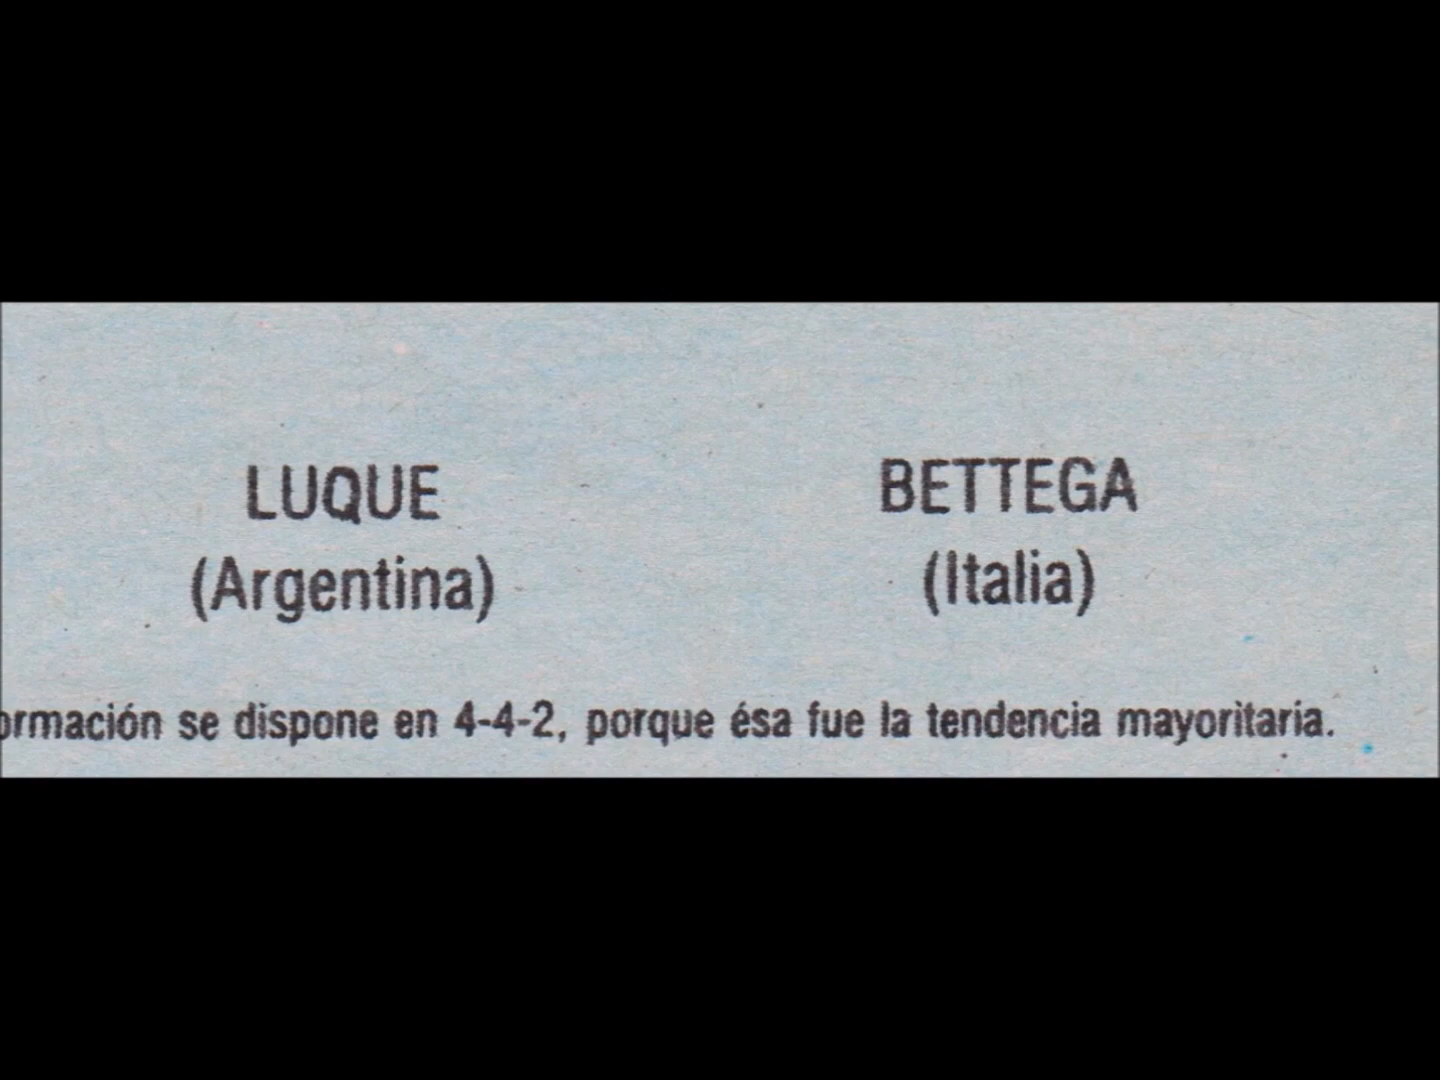 LUQUE BETTEGA
(Argentina) (Italia)
ormación se dispone en 4-4-2, porque ésa fue la tendencia mayoritaria.